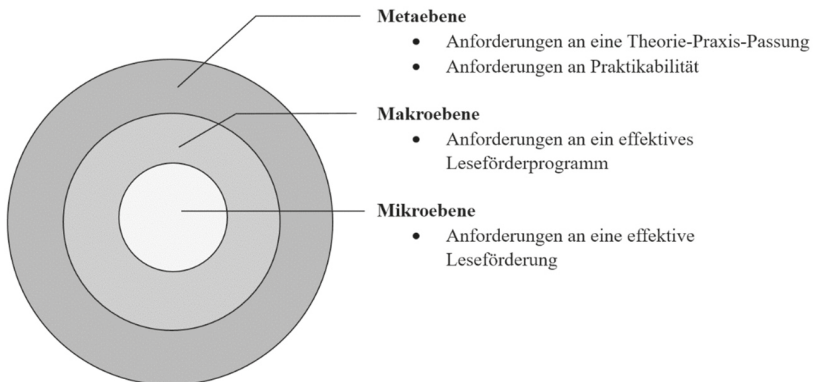 Metaebene
• Anforderungen an eine Theorie-Praxis-Passung
• Anforderungen an Praktikabilität
Makroebene
• Anforderungen an ein effektives
Leseförderprogramm
Mikroebene
• Anforderungen an eine effektive
Leseförderung